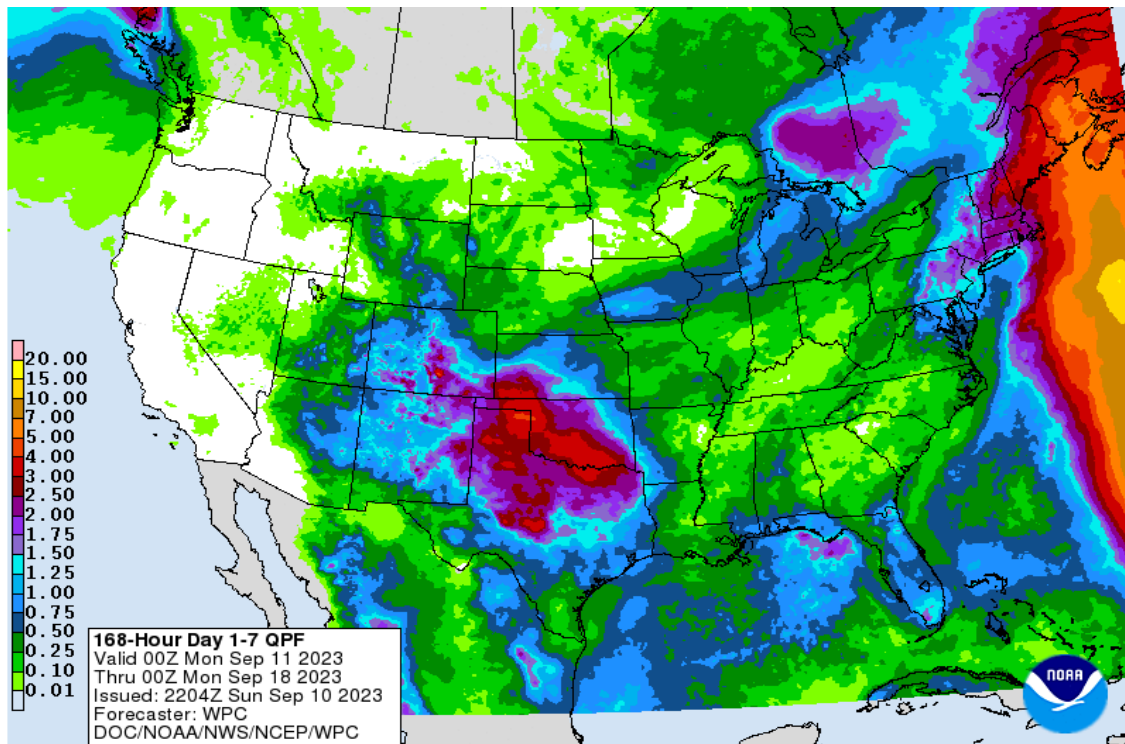 20.00
15.00
10.00
7.00
5.00
4.00
3.00
2.50
2.00
1.75
1.50
1.25
1.00
0.75
0.50
0.25
0.10
0.01
168-Hour Day 1-7 QPF
Valid 00Z Mon Sep 11 2023
Thru 00Z Mon Sep 18 2023
Issued: 2204Z Sun Sep 10 2023
Forecaster: WPC
DOC/NOAA/NWS/NCEP/WPC
NOAA